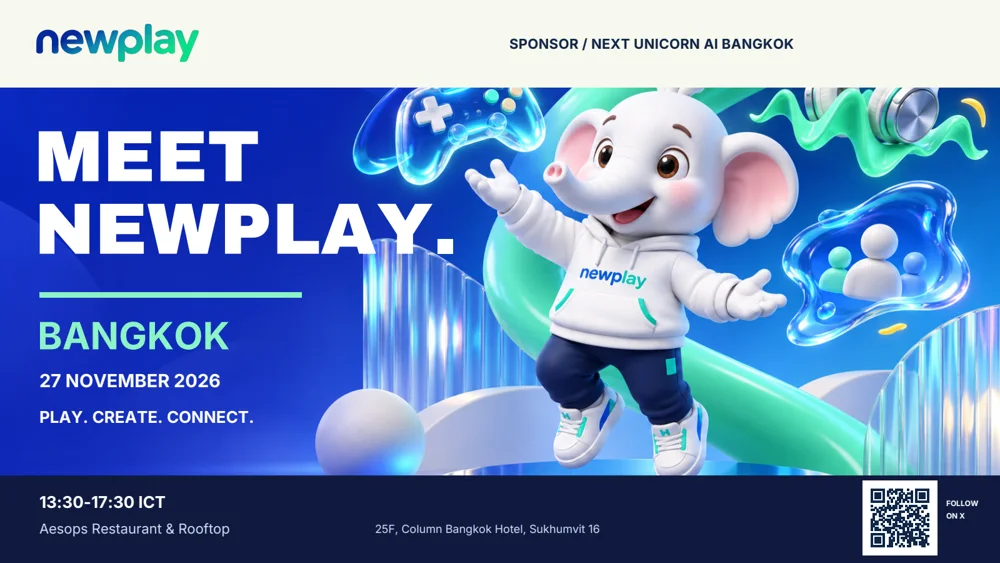 newplay
SPONSOR / NEXT UNICORN AI BANGKOK
MEET
NEWPLAY.
newplay
BANGKOK
27 NOVEMBER 2026
PLAY. CREATE. CONNECT.
13:30-17:30 ICT
Aesops Restaurant & Rooftop
25F, Column Bangkok Hotel, Sukhumvit 16
FOLLOW
ON X